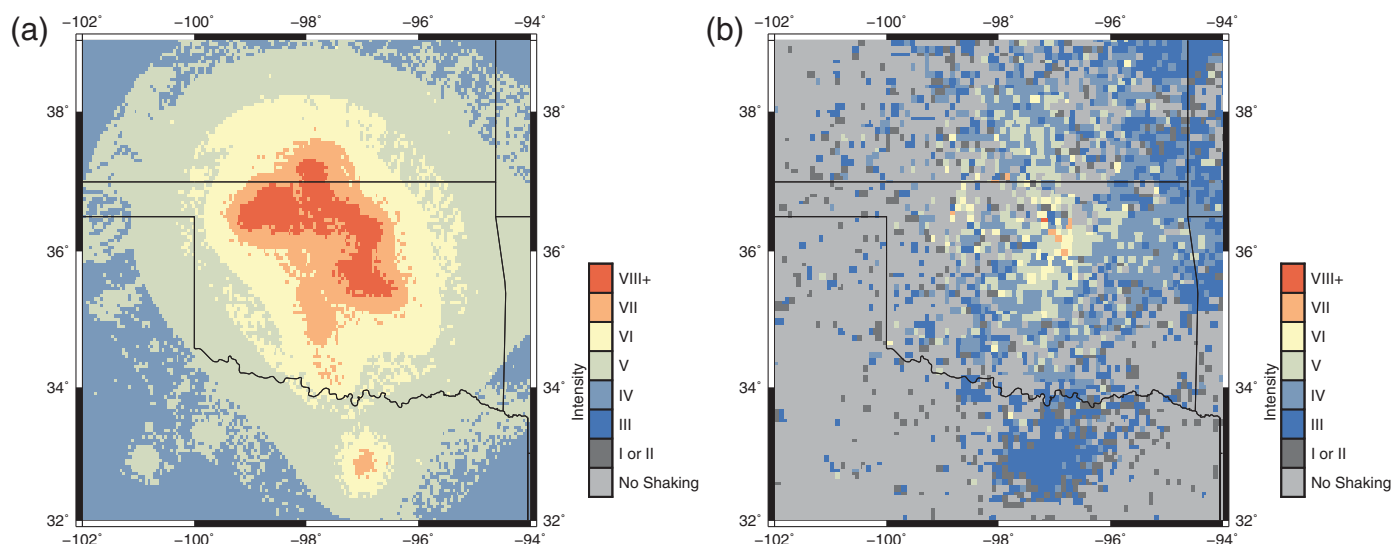 (a)
−102˚ −100˚ −98˚ −96˚ −94˚
38˚ 38˚
36˚ 36˚
34˚ 34˚
32˚ 32˚
−102˚ −100˚ −98˚ −96˚ −94˚
Intensity
VIII+
VII
VI
V
IV
III
I or II
No Shaking
(b)
−102˚ −100˚ −98˚ −96˚ −94˚
38˚ 38˚
36˚ 36˚
34˚ 34˚
32˚ 32˚
−102˚ −100˚ −98˚ −96˚ −94˚
Intensity
VIII+
VII
VI
V
IV
III
I or II
No Shaking